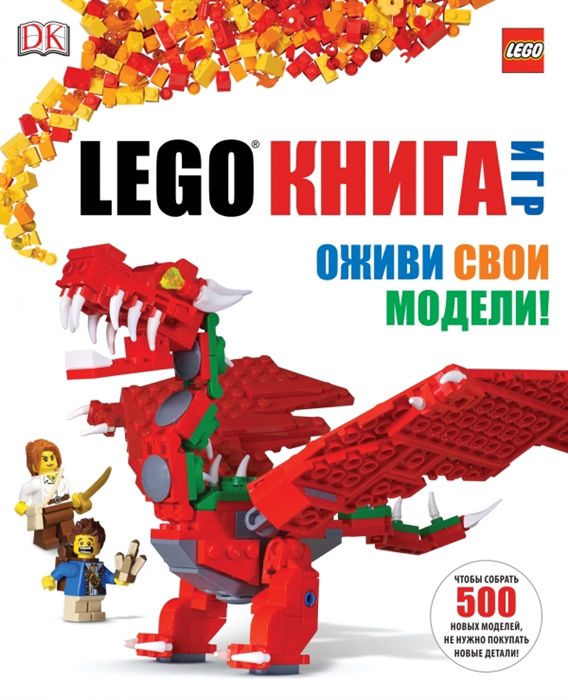 DK
LEGO
LEGO® КНИГА ИГР
ОЖИВИ СВОИ
МОДЕЛИ!
ЧТОБЫ СОБРАТЬ
500
НОВЫХ МОДЕЛЕЙ,
НЕ НУЖНО ПОКУПАТЬ
НОВЫЕ ДЕТАЛИ!